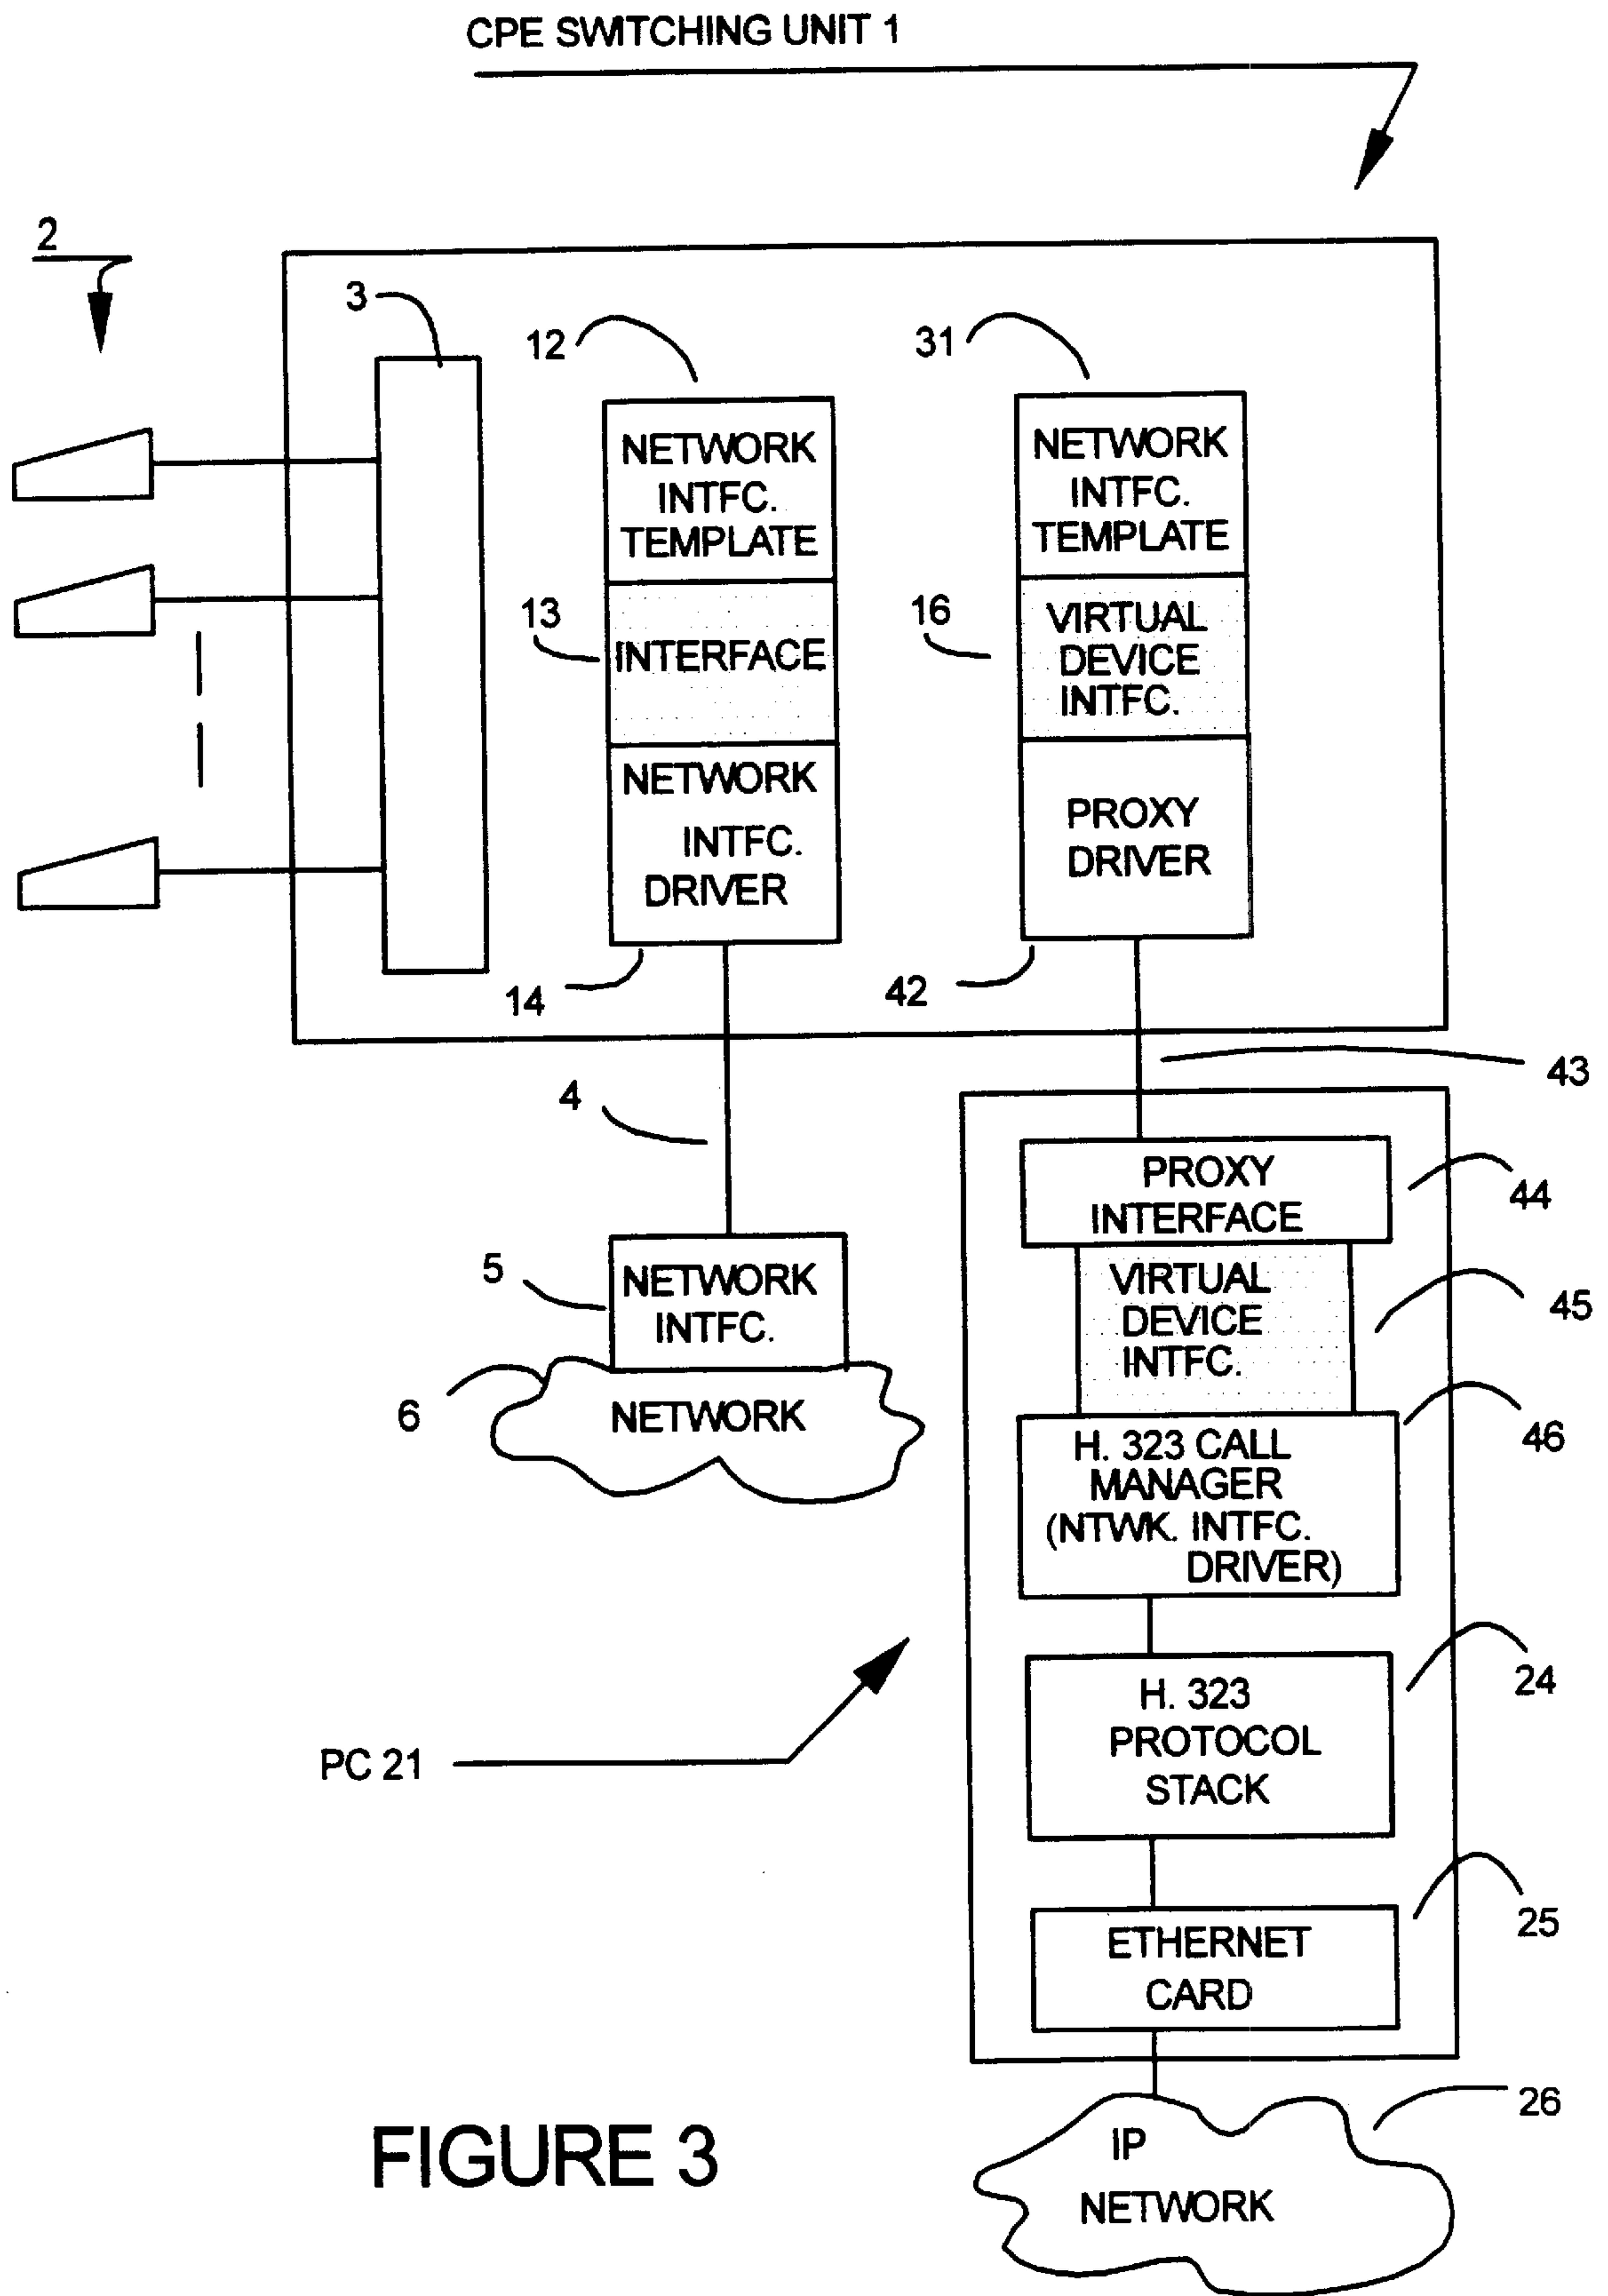 CPE SWITCHING UNIT 1
2
3
12
31
NETWORK
INTFC.
TEMPLATE
NETWORK
INTFC.
TEMPLATE
13
INTERFACE
16
VIRTUAL
DEVICE
INTFC.
NETWORK
INTFC.
DRIVER
PROXY
DRIVER
14
42
43
4
PROXY
INTERFACE
44
5
NETWORK
INTFC.
VIRTUAL
DEVICE
INTFC.
45
6
NETWORK
H. 323 CALL
MANAGER
(NTWK. INTFC.
DRIVER)
46
PC 21
H. 323
PROTOCOL
STACK
24
ETHERNET
CARD
25
FIGURE 3
IP
NETWORK
26